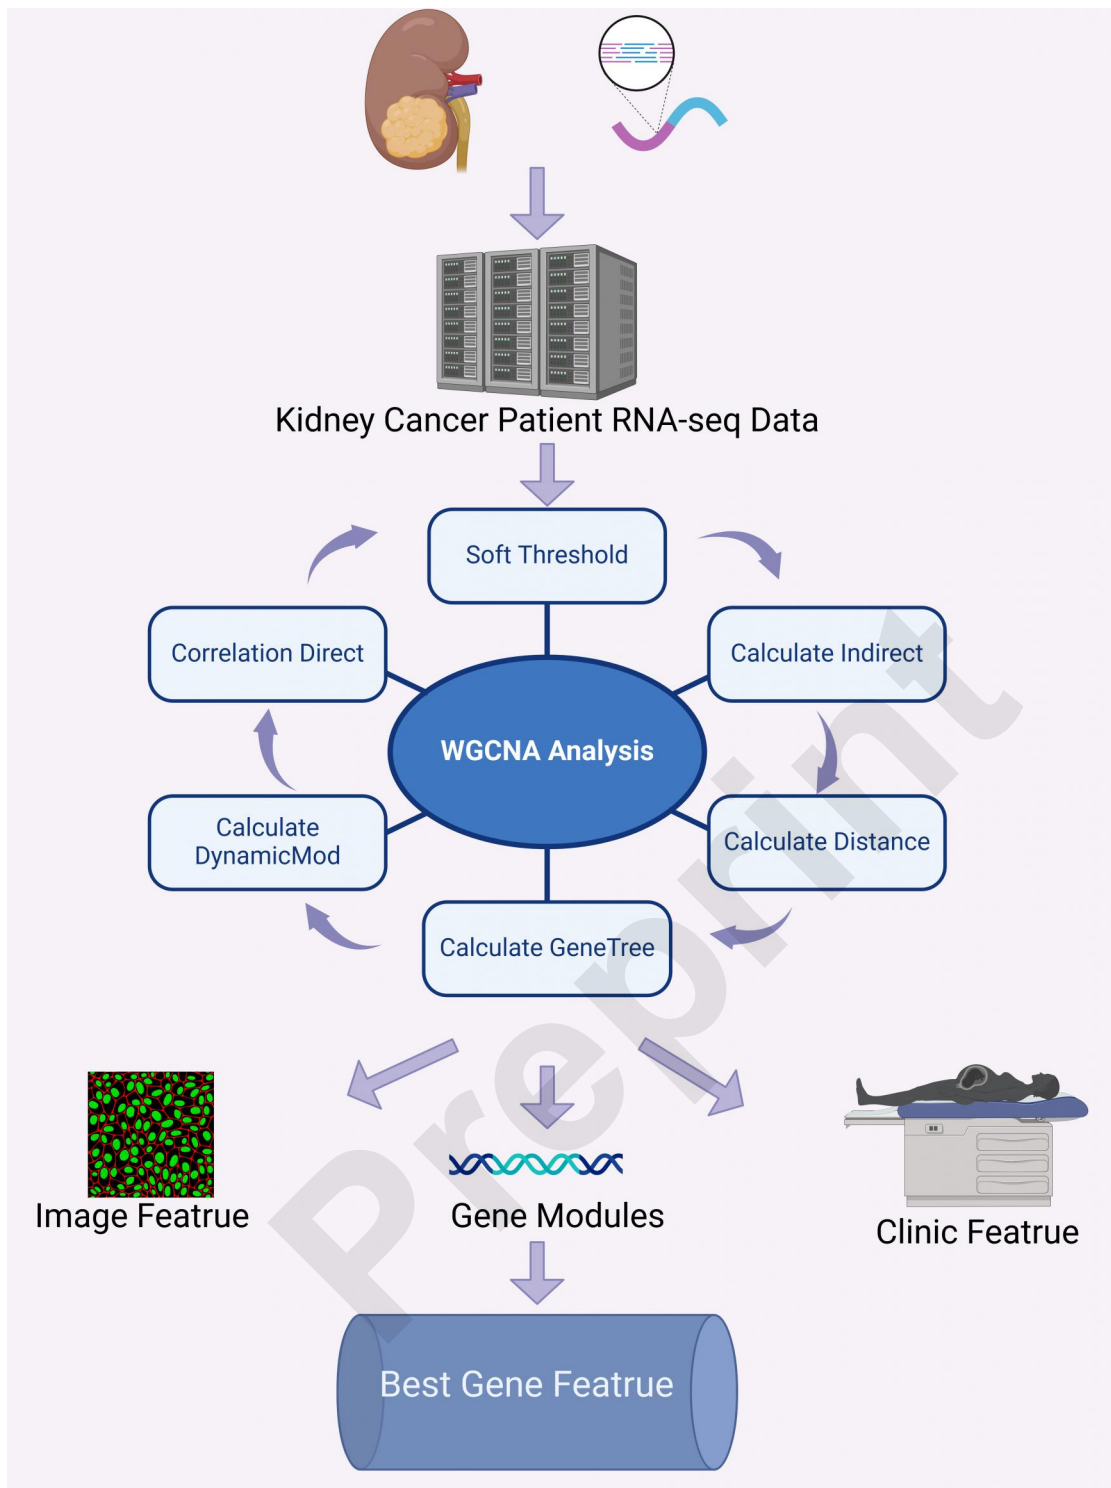 Kidney Cancer Patient RNA-seq Data
Soft Threshold
Correlation Direct
Calculate Indirect
WGCNA Analysis
Calculate
DynamicMod
Calculate Distance
Calculate GeneTree
Preprint
Image Featrue
Gene Modules
Clinic Featrue
Best Gene Featrue